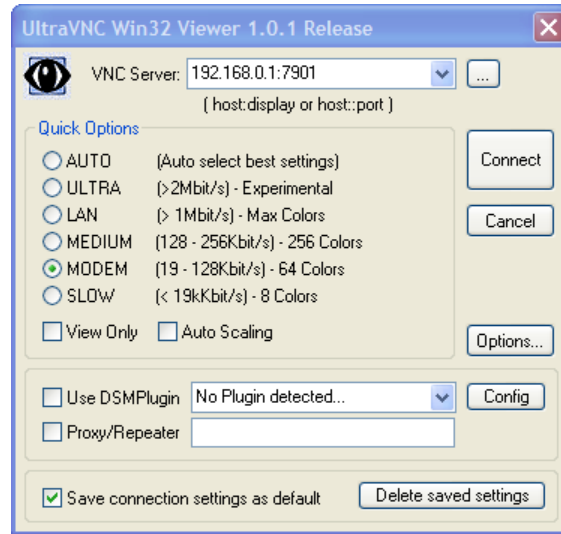 UltraVNC Win32 Viewer 1.0.1 Release
VNC Server: 192.168.0.1:7901 ...
( host:display or host::port )
Quick Options
AUTO (Auto select best settings)
ULTRA (>2Mbit/s) - Experimental
LAN (> 1Mbit/s) - Max Colors
MEDIUM (128 - 256Kbit/s) - 256 Colors
MODEM (19 - 128Kbit/s) - 64 Colors
SLOW (< 19kKbit/s) - 8 Colors
View Only Auto Scaling
Connect
Cancel
Options...
Use DSMPlugin No Plugin detected... Config
Proxy/Repeater
Save connection settings as default Delete saved settings